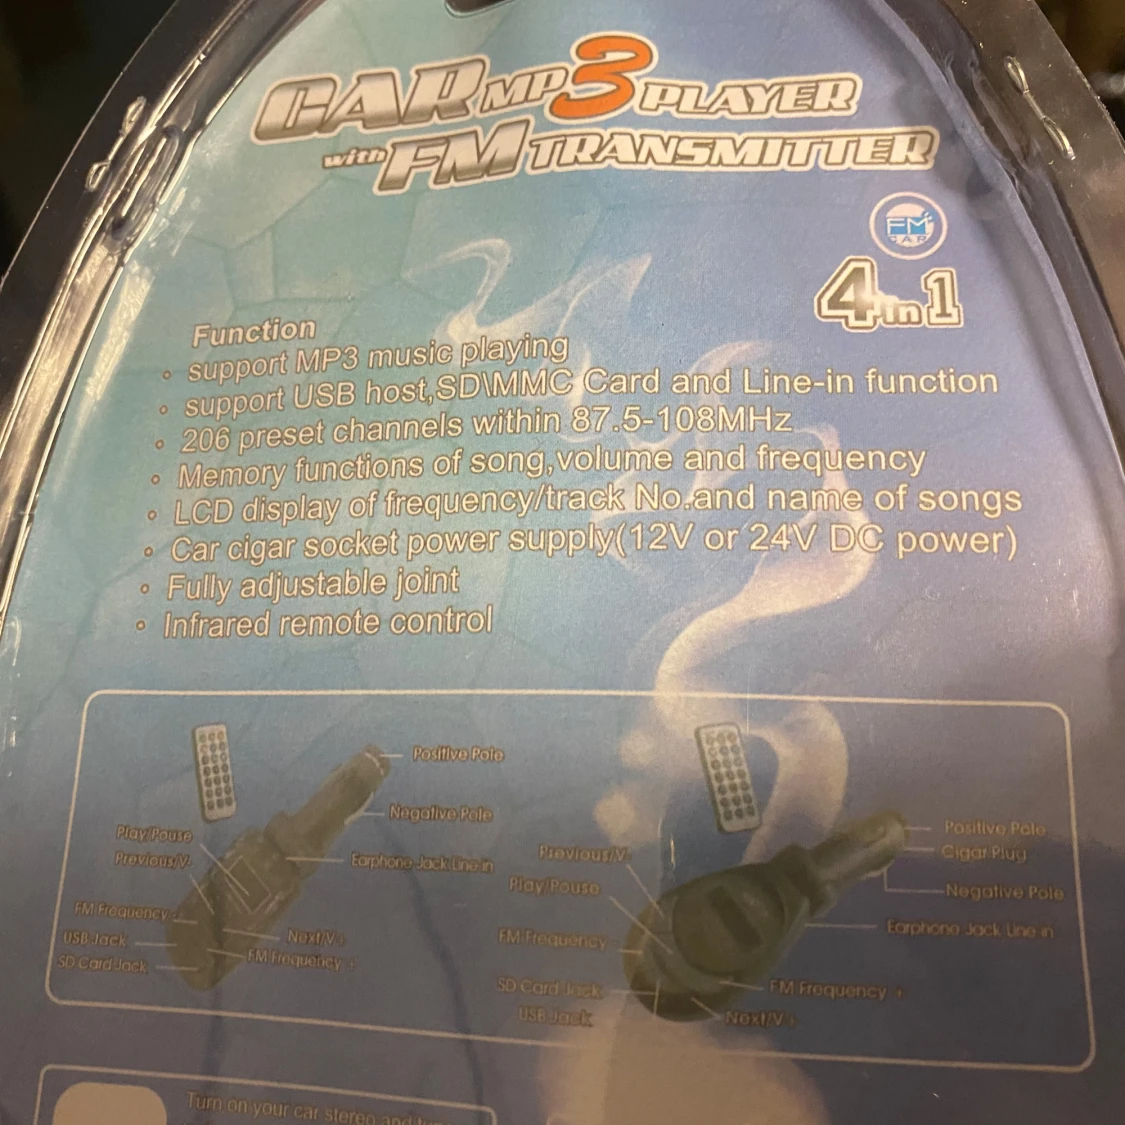 CAR MP3 PLAYER
with FM TRANSMITTER
FM
CAR
4 in 1
Function
• support MP3 music playing
• support USB host,SD\MMC Card and Line-in function
• 206 preset channels within 87.5-108MHz
• Memory functions of song,volume and frequency
• LCD display of frequency/track No.and name of songs
• Car cigar socket power supply(12V or 24V DC power)
• Fully adjustable joint
• Infrared remote control
Positive Pole
Negative Pole
Play/Pouse
Previous/V-
Earphone Jack Line-in
FM Frequency -
USB Jack
SD Card Jack
Next/V+
FM Frequency +
Positive Pole
Cigar Plug
Negative Pole
Previous/V-
Play/Pouse
Earphone Jack Line-in
FM Frequency -
SD Card Jack
USB Jack
FM Frequency +
Next/V+
Turn on your car stereo and